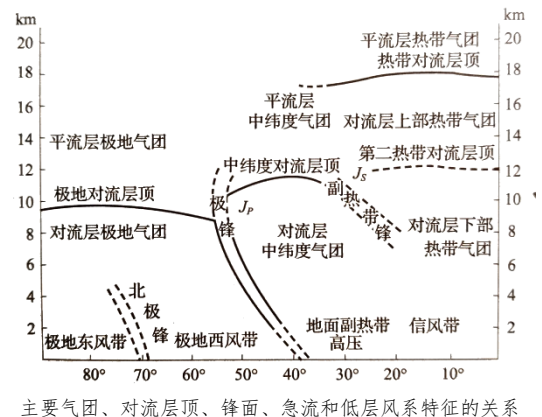 km
km
20
18
16
14
12
10
8
6
4
2
20
18
16
14
12
10
8
6
4
2
平流层热带气团
热带对流层顶
平流层
中纬度气团
对流层上部热带气团
平流层极地气团
中纬度对流层顶
第二热带对流层顶
Js
极地对流层顶
极
锋
Jp
副热带锋
对流层极地气团
对流层
中纬度气团
对流层下部
热带气团
北
极
锋
极地东风带
极地西风带
地面副热带
高压
信风带
80° 70° 60° 50° 40° 30° 20° 10°
主要气团、对流层顶、锋面、急流和低层风系特征的关系